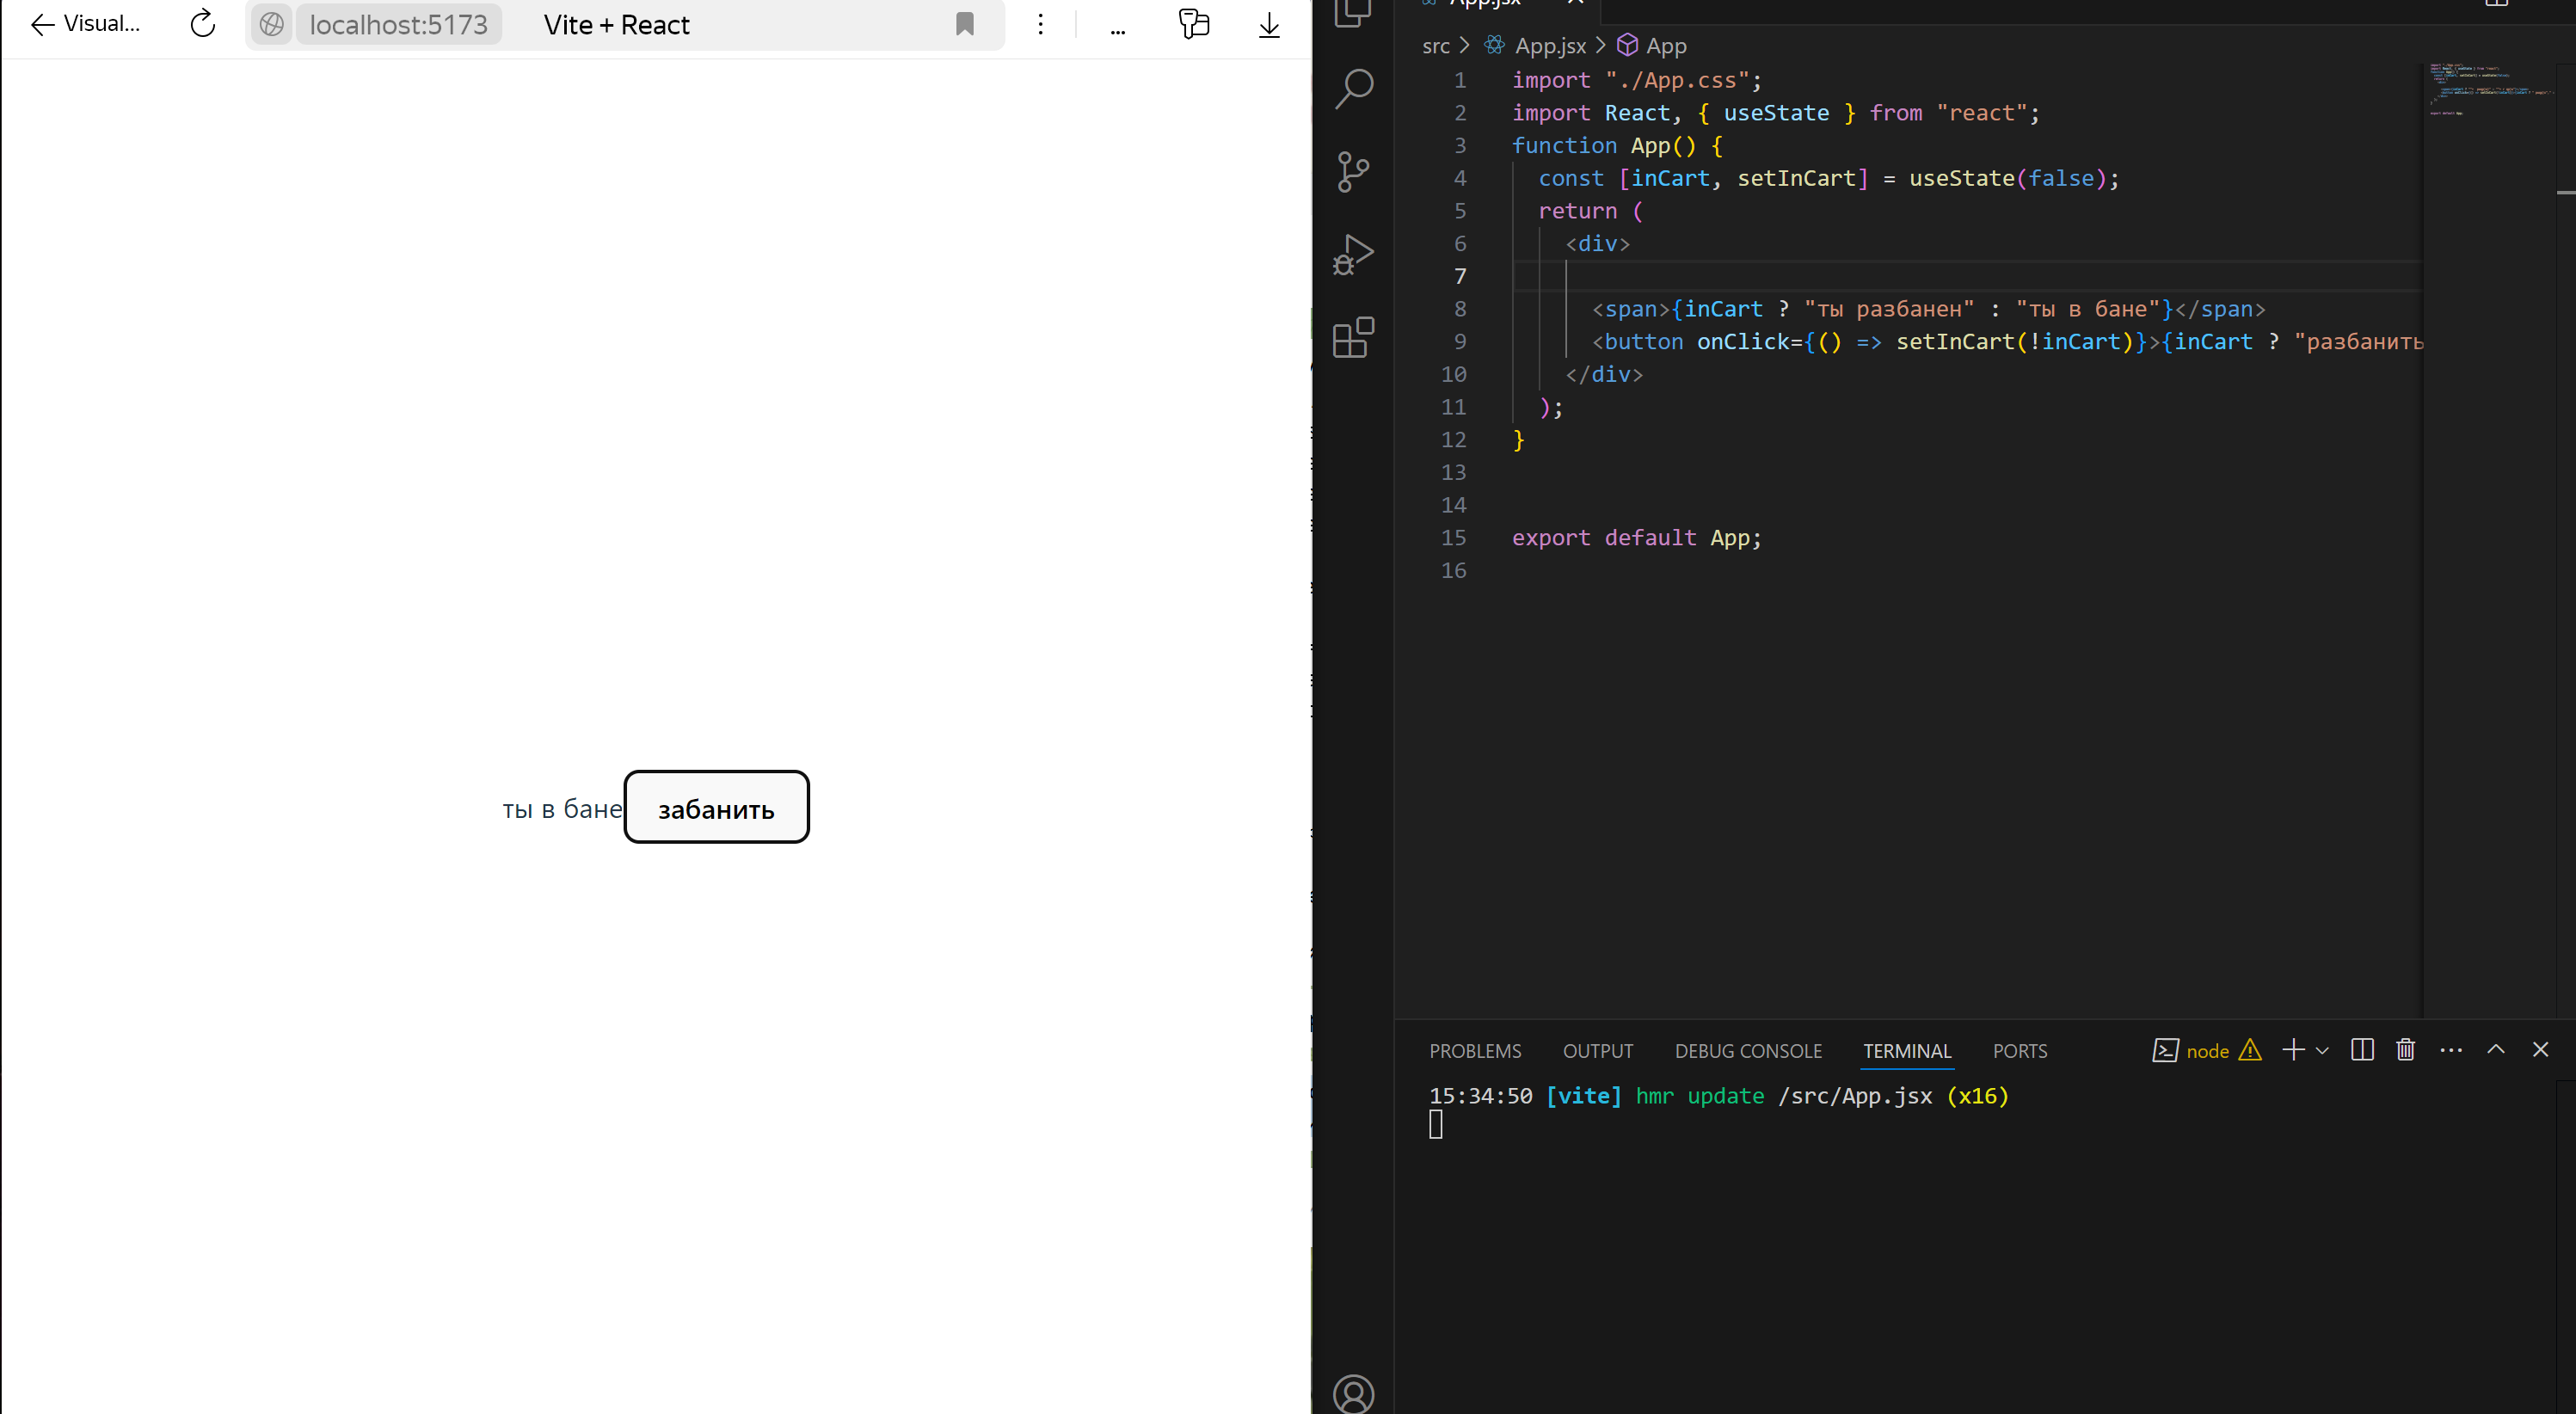 Visual...
localhost:5173
Vite + React
...
App.jsx
src > App.jsx > App
1 import "./App.css";
2 import React, { useState } from "react";
3 function App() {
4 const [inCart, setInCart] = useState(false);
5 return (
6 <div>
7
8 <span>{inCart ? "ты разбанен" : "ты в бане"}</span>
9 <button onClick={() => setInCart(!inCart)}>{inCart ? "разбанить
10 </div>
11 );
12 }
13
14
15 export default App;
16
ты в бане
забанить
PROBLEMS OUTPUT DEBUG CONSOLE TERMINAL PORTS
node
15:34:50 [vite] hmr update /src/App.jsx (x16)